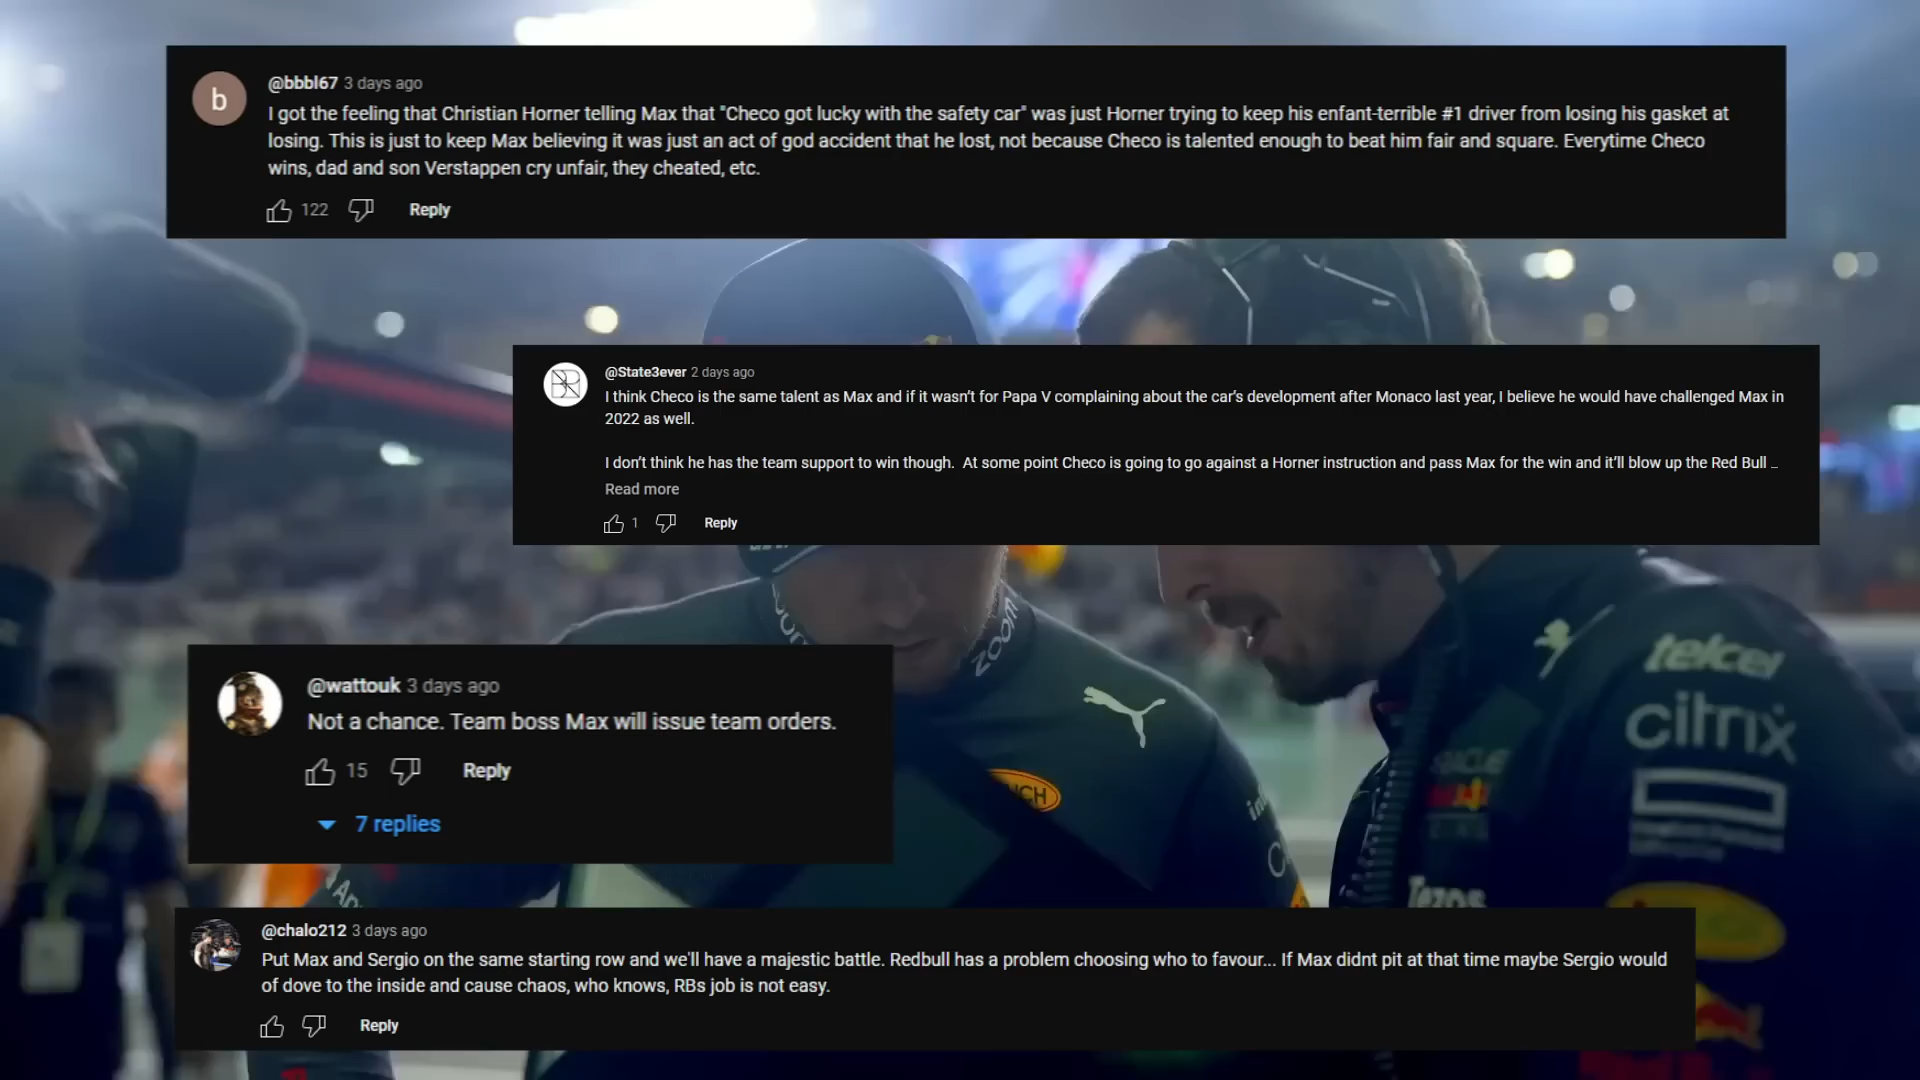 b
@bbbl67 3 days ago
I got the feeling that Christian Horner telling Max that "Checo got lucky with the safety car" was just Horner trying to keep his enfant-terrible #1 driver from losing his gasket at
losing. This is just to keep Max believing it was just an act of god accident that he lost, not because Checo is talented enough to beat him fair and square. Everytime Checo
wins, dad and son Verstappen cry unfair, they cheated, etc.
122 Reply
@State3ever 2 days ago
I think Checo is the same talent as Max and if it wasn't for Papa V complaining about the car's development after Monaco last year, I believe he would have challenged Max in
2022 as well.
I don't think he has the team support to win though. At some point Checo is going to go against a Horner instruction and pass Max for the win and it'll blow up the Red Bull ...
Read more
1 Reply
zoom
telcel
citrix
@wattouk 3 days ago
Not a chance. Team boss Max will issue team orders.
15 Reply
7 replies
Tezos
@chalo212 3 days ago
Put Max and Sergio on the same starting row and we'll have a majestic battle. Redbull has a problem choosing who to favour... If Max didnt pit at that time maybe Sergio would
of dove to the inside and cause chaos, who knows, RBs job is not easy.
Reply